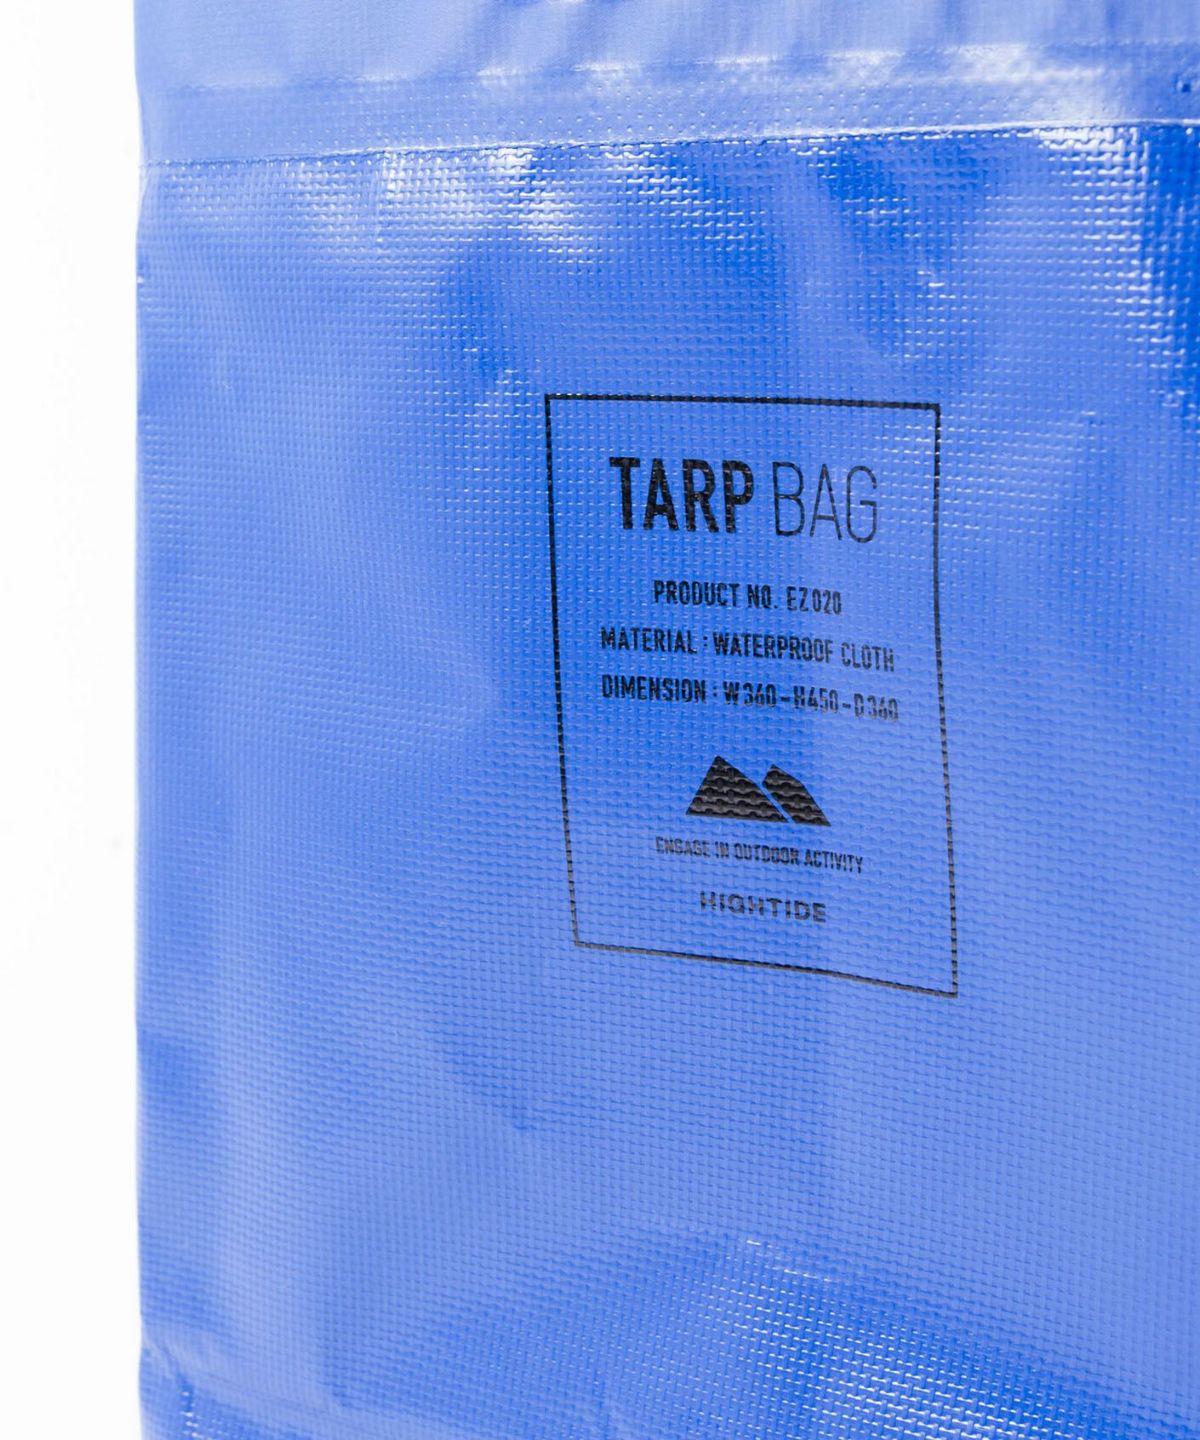 TARP BAG
PRODUCT NO. EZ020
MATERIAL : WATERPROOF CLOTH
DIMENSION : W360-H450-D360
ENGAGE IN OUTDOOR ACTIVITY
HIGHTIDE